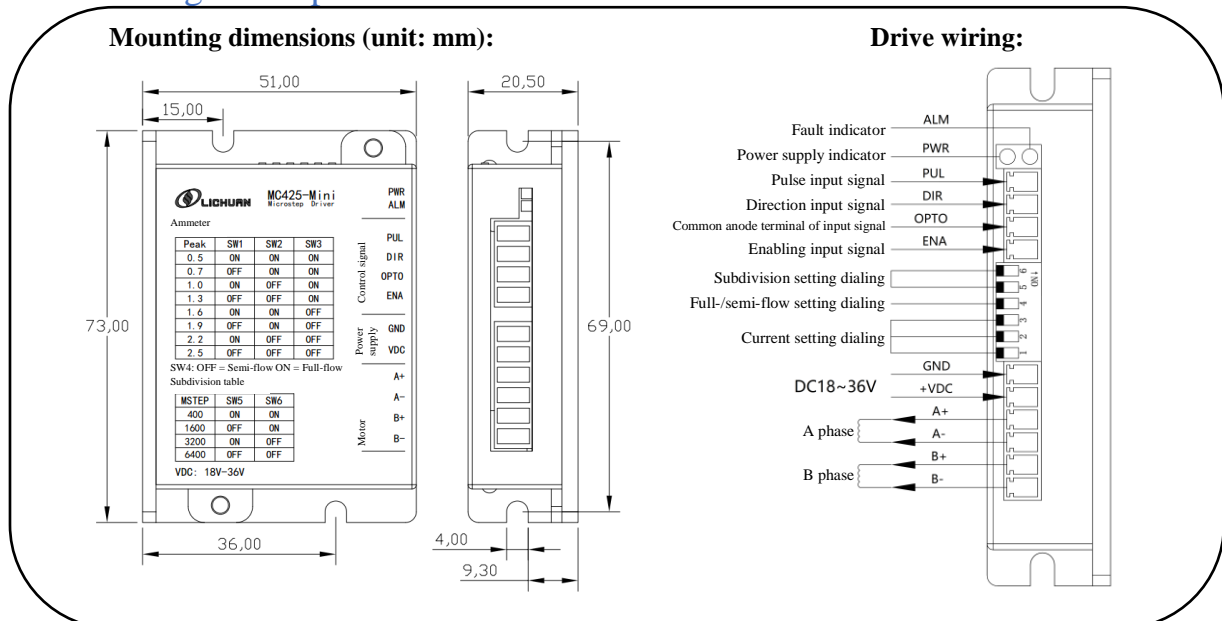 Mounting dimensions (unit: mm):
51,00
15,00
20,50
73,00
69,00
36,00
4,00
9,30
LICHUAN
MC425-Mini
Microstep Driver
PWR
ALM
Ammeter
Peak SW1 SW2 SW3
0.5 ON ON ON
0.7 OFF ON ON
1.0 ON OFF ON
1.3 OFF OFF ON
1.6 ON ON OFF
1.9 OFF ON OFF
2.2 ON OFF OFF
2.5 OFF OFF OFF
SW4: OFF = Semi-flow ON = Full-flow
Subdivision table
MSTEP SW5 SW6
400 ON ON
1600 OFF ON
3200 ON OFF
6400 OFF OFF
VDC: 18V-36V
Control signal
PUL
DIR
OPTO
ENA
Power
supply
GND
VDC
Motor
A+
A-
B+
B-
Drive wiring:
Fault indicator ALM
Power supply indicator PWR
Pulse input signal PUL
Direction input signal DIR
Common anode terminal of input signal OPTO
Enabling input signal ENA
Subdivision setting dialing
Full-/semi-flow setting dialing
Current setting dialing
ON↓
6
5
4
3
2
1
GND
DC18~36V
+VDC
A+
A phase
A-
B+
B phase
B-